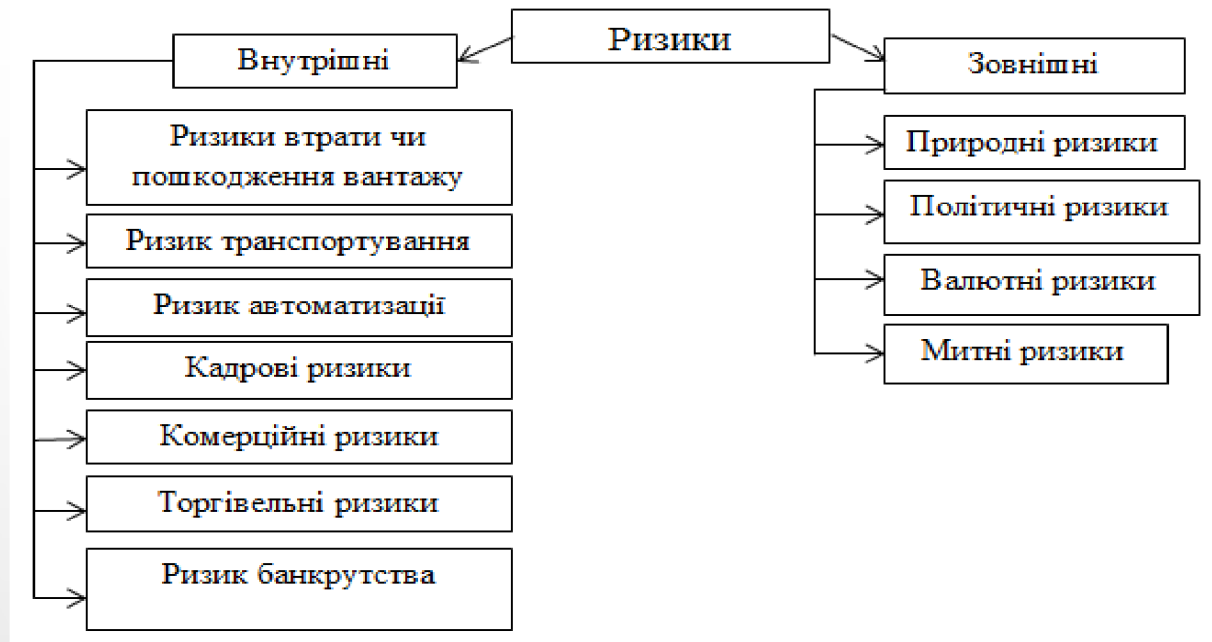 Ризики
Внутрішні
Ризики втрати чи
пошкодження вантажу
Ризик транспортування
Ризик автоматизації
Кадрові ризики
Комерційні ризики
Торгівельні ризики
Ризик банкрутства
Зовнішні
Природні ризики
Політичні ризики
Валютні ризики
Митні ризики